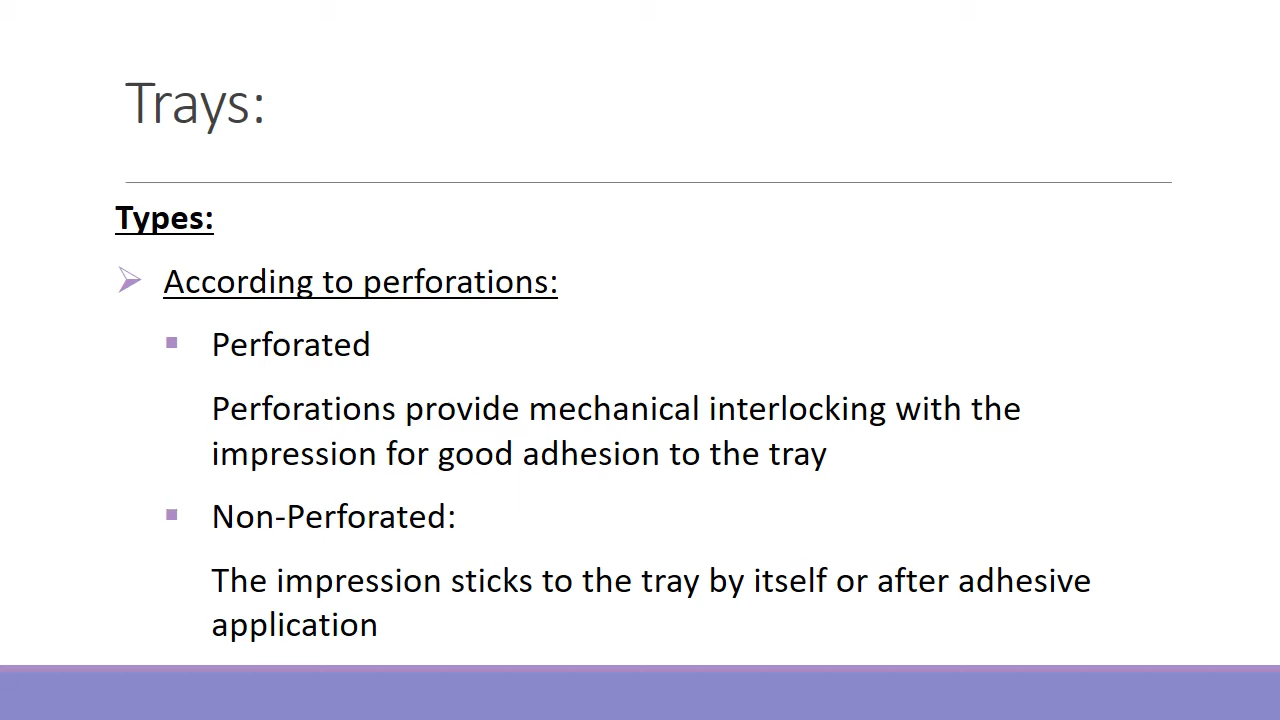 Trays:
Types:
According to perforations:
Perforated
Perforations provide mechanical interlocking with the
impression for good adhesion to the tray
Non-Perforated:
The impression sticks to the tray by itself or after adhesive
application